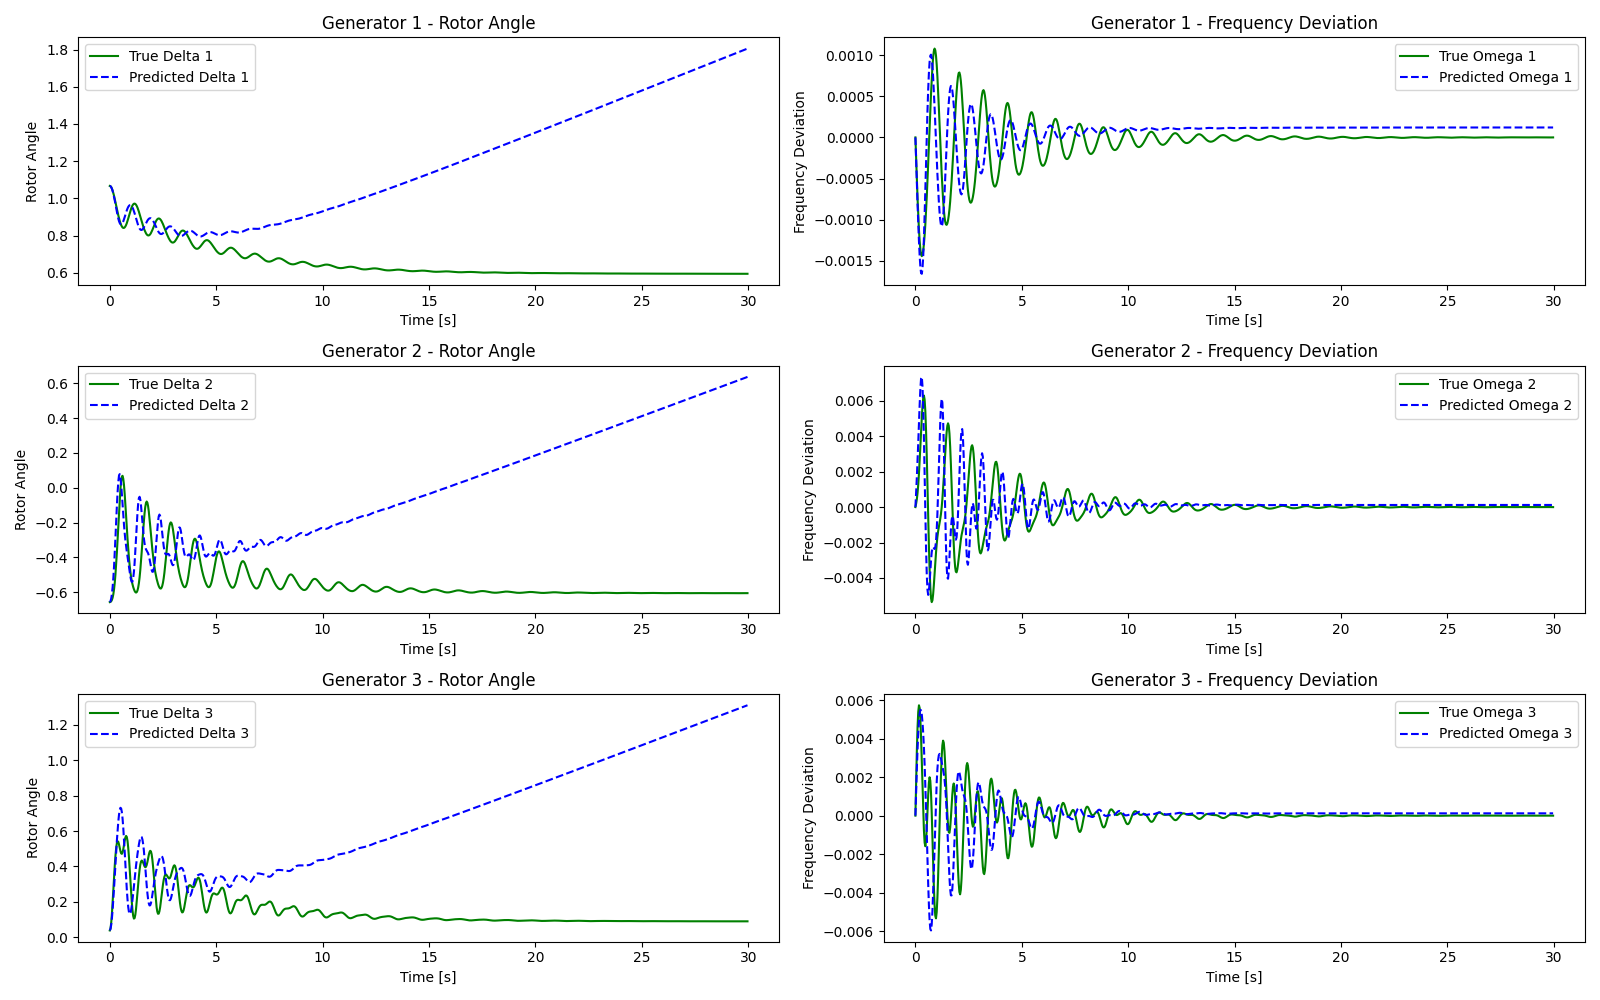 Generator 1 - Rotor Angle
True Delta 1
Predicted Delta 1
Rotor Angle
1.8
1.6
1.4
1.2
1.0
0.8
0.6
0 5 10 15 20 25 30
Time [s]
Generator 1 - Frequency Deviation
True Omega 1
Predicted Omega 1
Frequency Deviation
0.0010
0.0005
0.0000
−0.0005
−0.0010
−0.0015
0 5 10 15 20 25 30
Time [s]
Generator 2 - Rotor Angle
True Delta 2
Predicted Delta 2
Rotor Angle
0.6
0.4
0.2
0.0
−0.2
−0.4
−0.6
0 5 10 15 20 25 30
Time [s]
Generator 2 - Frequency Deviation
True Omega 2
Predicted Omega 2
Frequency Deviation
0.006
0.004
0.002
0.000
−0.002
−0.004
0 5 10 15 20 25 30
Time [s]
Generator 3 - Rotor Angle
True Delta 3
Predicted Delta 3
Rotor Angle
1.2
1.0
0.8
0.6
0.4
0.2
0.0
0 5 10 15 20 25 30
Time [s]
Generator 3 - Frequency Deviation
True Omega 3
Predicted Omega 3
Frequency Deviation
0.006
0.004
0.002
0.000
−0.002
−0.004
−0.006
0 5 10 15 20 25 30
Time [s]